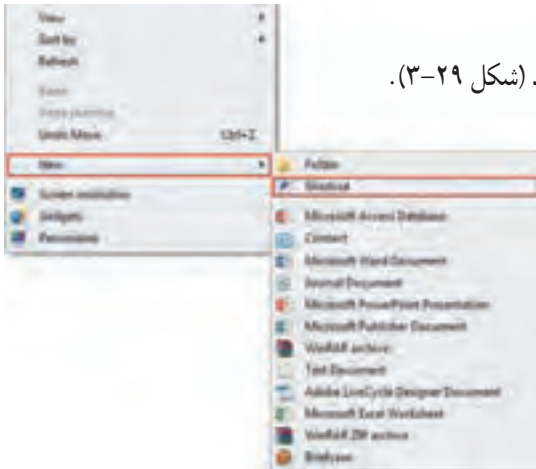 View
Sort by
Refresh
Paste
Paste shortcut
Undo Move Ctrl+Z
New
Screen resolution
Gadgets
Personalize
. (شکل ۲۹-۳).
Folder
Shortcut
Microsoft Access Database
Contact
Microsoft Word Document
Journal Document
Microsoft PowerPoint Presentation
Microsoft Publisher Document
WinRAR archive
Text Document
Adobe LiveCycle Designer Document
Microsoft Excel Worksheet
WinRAR ZIP archive
Briefcase